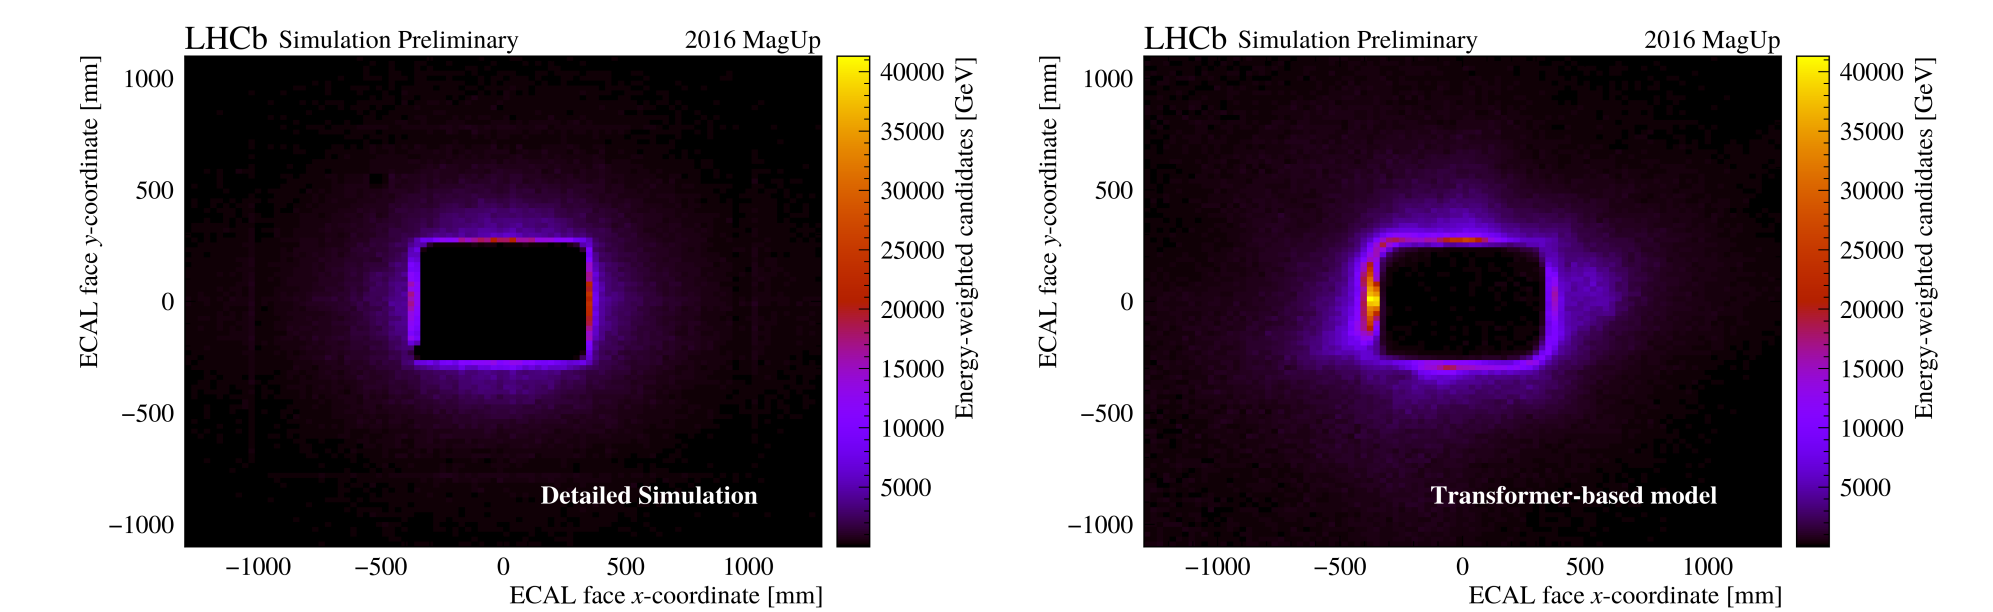 LHCb Simulation Preliminary 2016 MagUp
1000
500
0
−500
−1000
ECAL face y-coordinate [mm]
Detailed Simulation
−1000 −500 0 500 1000
ECAL face x-coordinate [mm]
40000
35000
30000
25000
20000
15000
10000
5000
Energy-weighted candidates [GeV]
LHCb Simulation Preliminary 2016 MagUp
1000
500
0
−500
−1000
ECAL face y-coordinate [mm]
Transformer-based model
−1000 −500 0 500 1000
ECAL face x-coordinate [mm]
40000
35000
30000
25000
20000
15000
10000
5000
Energy-weighted candidates [GeV]